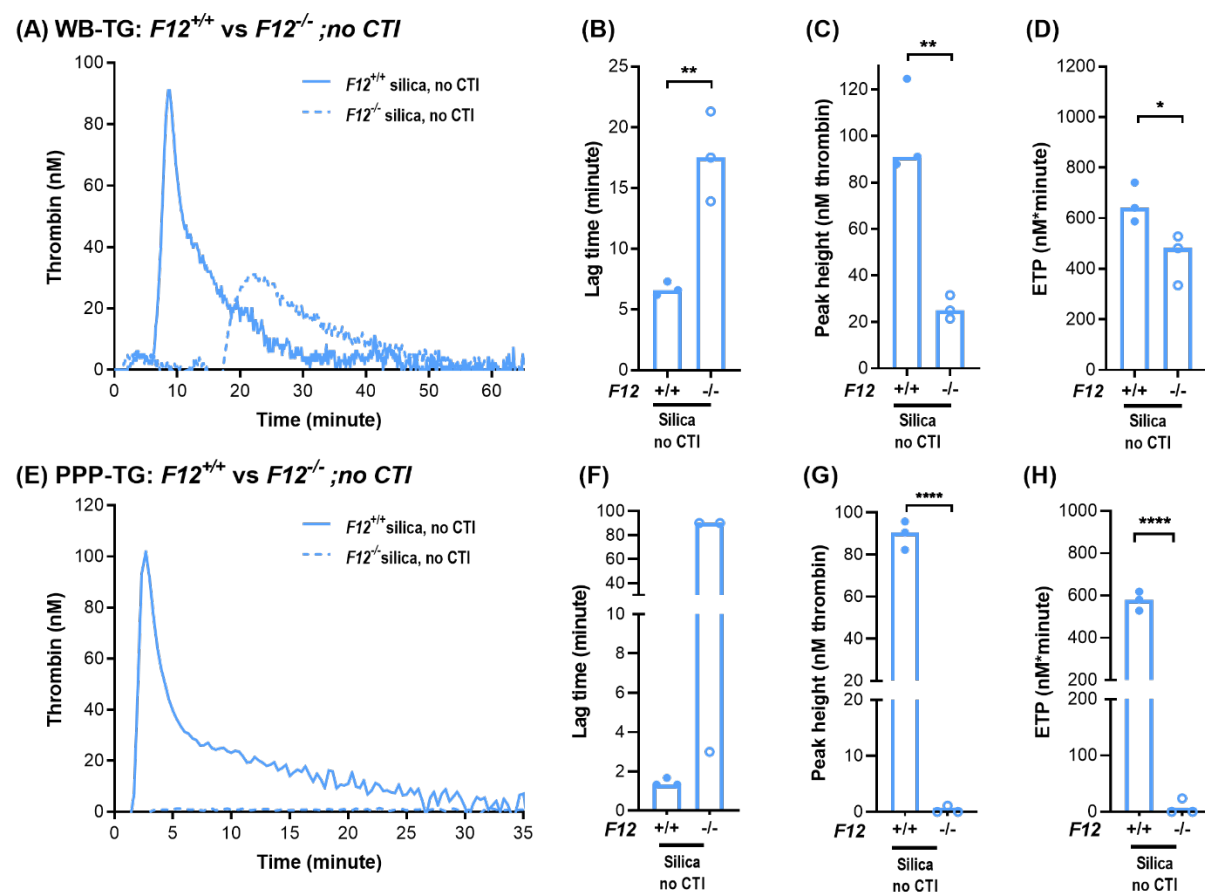 (A) WB-TG: F12+/+ vs F12-/- ;no CTI
100
80
60
40
20
0
Thrombin (nM)
F12+/+ silica, no CTI
F12-/- silica, no CTI
0 10 20 30 40 50 60
Time (minute)
(B)
**
25
20
15
10
5
0
Lag time (minute)
F12 +/+ -/-
Silica
no CTI
(C)
**
120
100
80
60
40
20
0
Peak height (nM thrombin)
F12 +/+ -/-
Silica
no CTI
(D)
*
1200
1000
800
600
400
200
0
ETP (nM*minute)
F12 +/+ -/-
Silica
no CTI
(E) PPP-TG: F12+/+ vs F12-/- ;no CTI
120
100
80
60
40
20
0
Thrombin (nM)
F12+/+ silica, no CTI
F12-/- silica, no CTI
0 5 10 15 20 25 30 35
Time (minute)
(F)
100
90
80
70
60
50
40
30
10
8
6
4
2
0
Lag time (minute)
F12 +/+ -/-
Silica
no CTI
(G)
****
100
80
60
40
20
20
10
0
Peak height (nM thrombin)
F12 +/+ -/-
Silica
no CTI
(H)
****
1000
800
600
400
200
200
100
0
ETP (nM*minute)
F12 +/+ -/-
Silica
no CTI